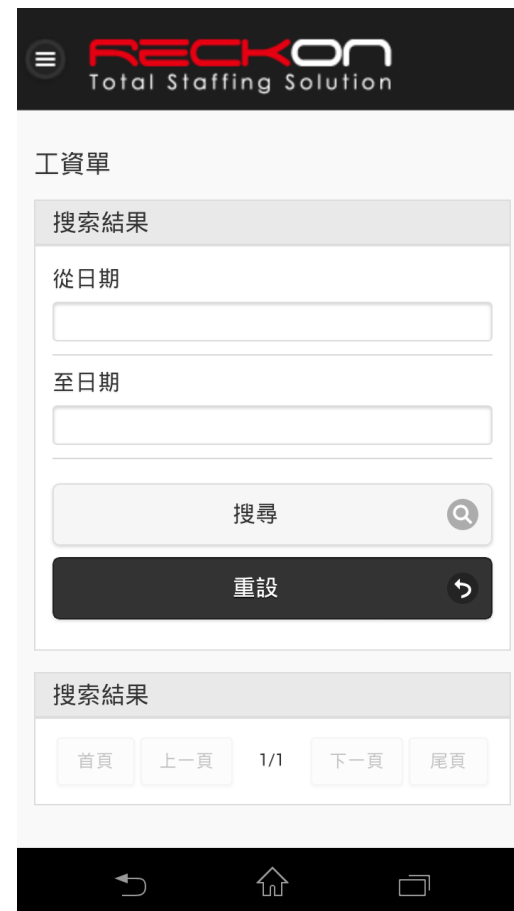 RECKON
Total Staffing Solution
工資單
搜索結果
從日期
至日期
搜尋
重設
搜索結果
首頁 上一頁 1/1 下一頁 尾頁